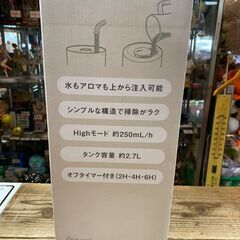 水もアロマも上から注入可能
シンプルな構造で掃除がラク
Highモード 約250mL/h
タンク容量 約2.7L
オフタイマー付き(2H・4H・6H)